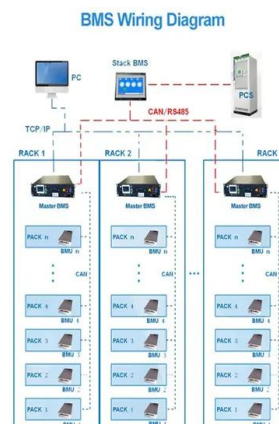 BMS Wiring Diagram
Stack BMS
PC
PCS
CAN/RS485
TCP/IP
RACK 1
RACK 2
RACK
Master BMS
Master BMS
Master BMS
PACK n
PACK n
PACK n
BMU n
BMU n
BMU n
CAN
CAN
CAN
PACK 4
PACK 4
PACK 4
BMU 4
BMU 4
BMU 4
PACK 3
PACK 3
PACK 3
BMU 3
BMU 3
BMU 3
PACK 2
PACK 2
PACK 2
BMU 2
BMU 2
BMU 2
PACK 1
PACK 1
PACK 1